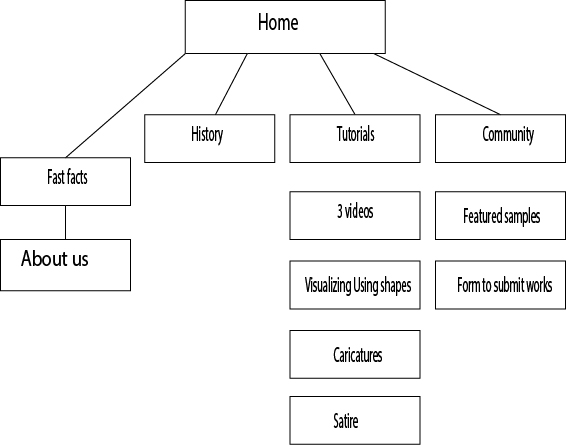 Home
History
Tutorials
Community
Fast facts
3 videos
Featured samples
About us
Visualizing Using shapes
Form to submit works
Caricatures
Satire